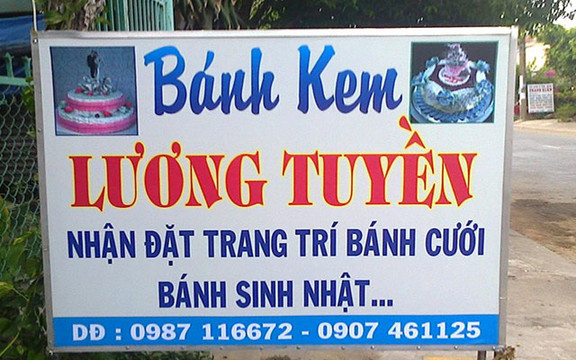 Bánh Kem
LƯƠNG TUYỀN
NHẬN ĐẶT TRANG TRÍ BÁNH CƯỚI
BÁNH SINH NHẬT...
DĐ : 0987 116672 - 0907 461125